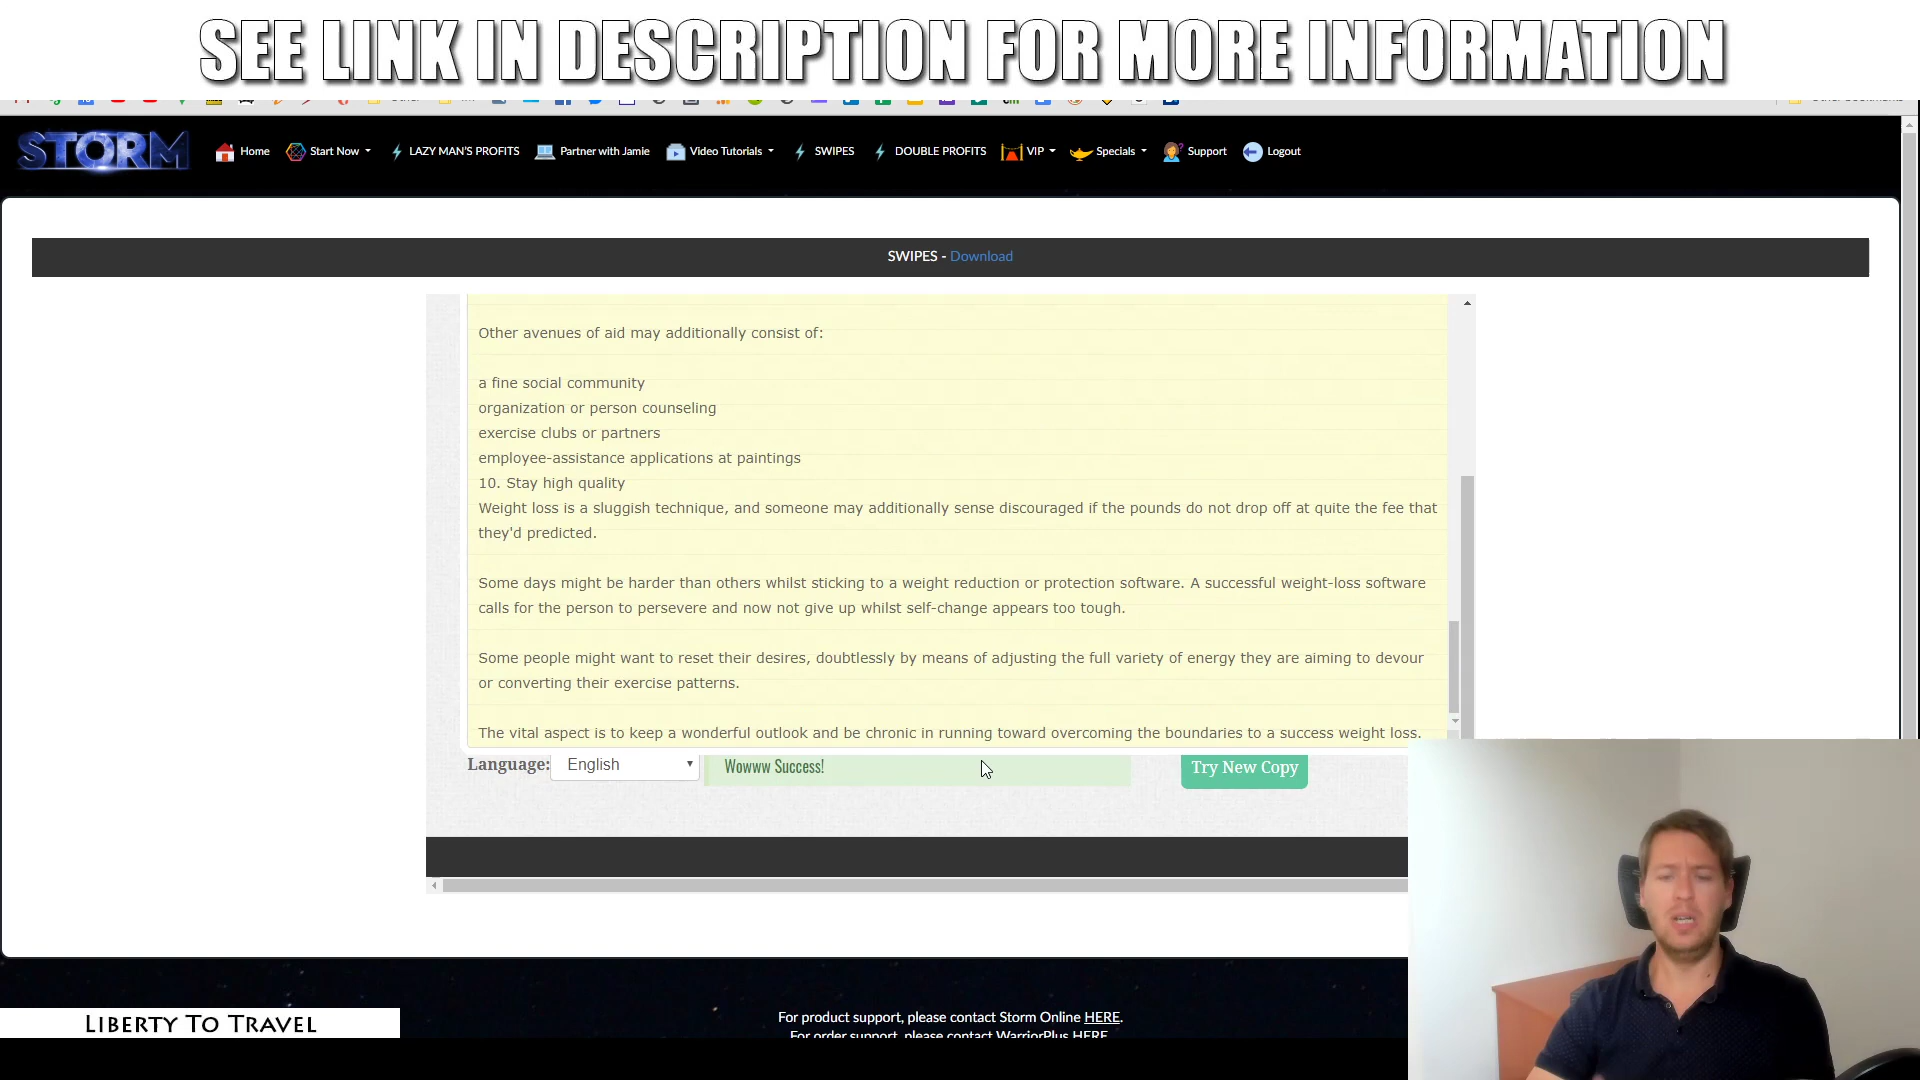 SEE LINK IN DESCRIPTION FOR MORE INFORMATION
STORM
Home
Start Now
LAZY MAN'S PROFITS
Partner with Jamie
Video Tutorials
SWIPES
DOUBLE PROFITS
VIP
Specials
Support
Logout
SWIPES - Download
Other avenues of aid may additionally consist of:
a fine social community
organization or person counseling
exercise clubs or partners
employee-assistance applications at paintings
10. Stay high quality
Weight loss is a sluggish technique, and someone may additionally sense discouraged if the pounds do not drop off at quite the fee that
they'd predicted.
Some days might be harder than others whilst sticking to a weight reduction or protection software. A successful weight-loss software
calls for the person to persevere and now not give up whilst self-change appears too tough.
Some people might want to reset their desires, doubtlessly by means of adjusting the full variety of energy they are aiming to devour
or converting their exercise patterns.
The vital aspect is to keep a wonderful outlook and be chronic in running toward overcoming the boundaries to a success weight loss.
Language:
English
Wowww Success!
Try New Copy
LIBERTY TO TRAVEL
For product support, please contact Storm Online HERE.
For order support, please contact WarriorPlus HERE